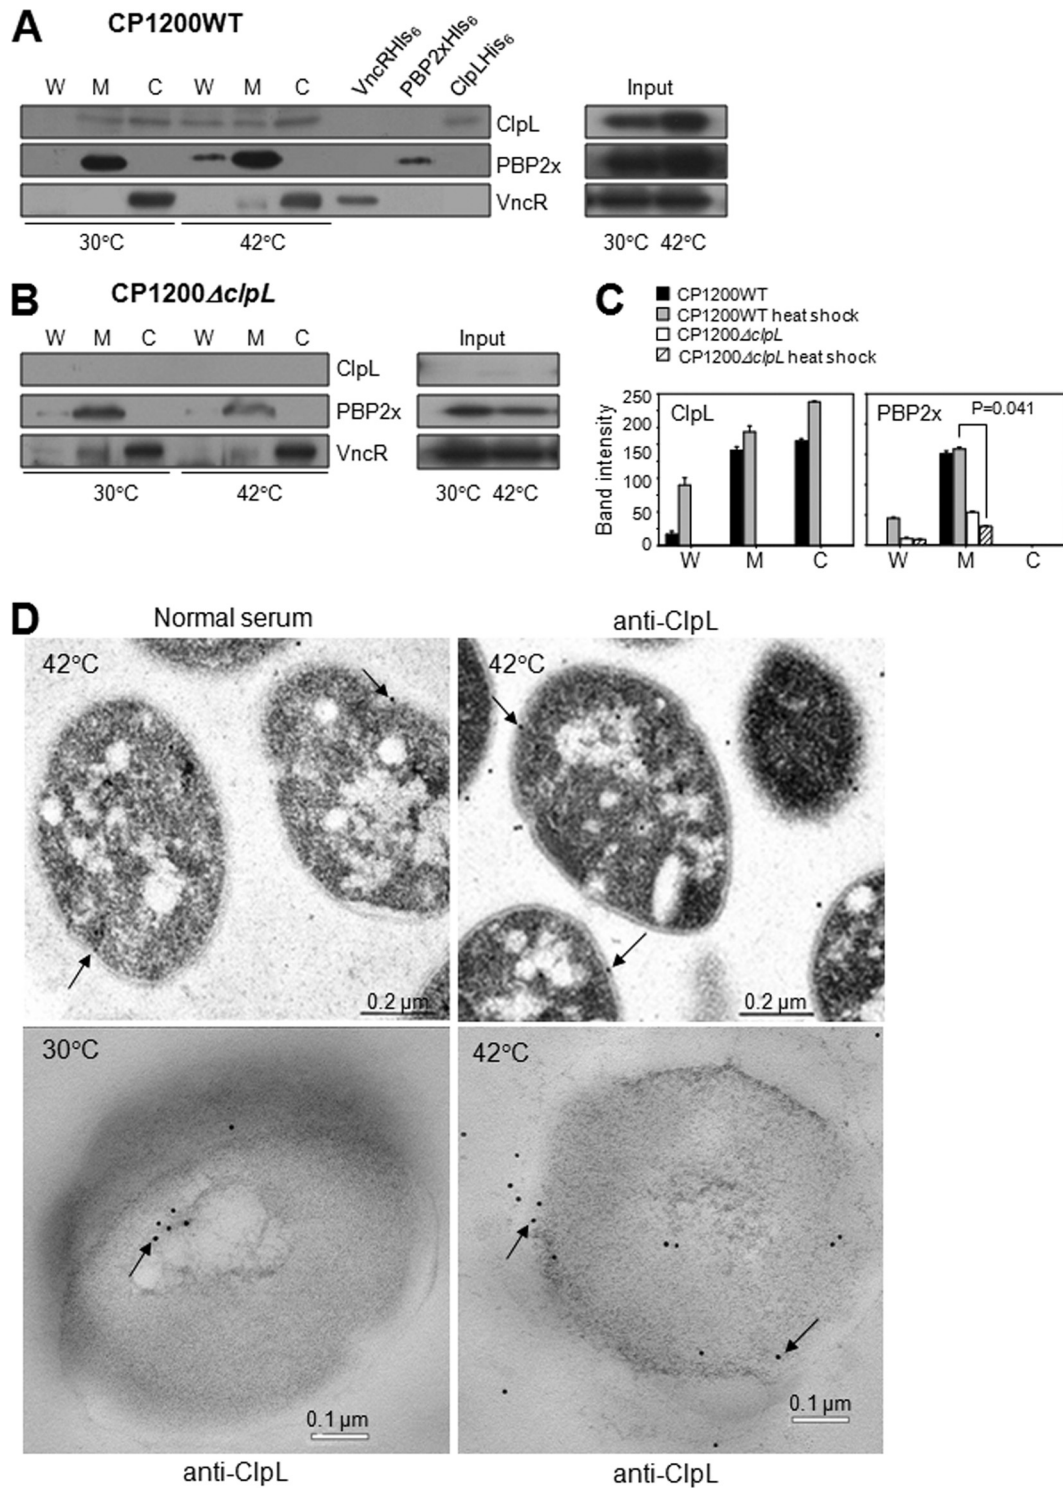 A
CP1200WT
W M C W M C VncRHis6 PBP2xHis6 ClpLHis6 Input
ClpL
PBP2x
VncR
30°C 42°C 30°C 42°C
B
CP1200ΔclpL
W M C W M C Input
ClpL
PBP2x
VncR
30°C 42°C 30°C 42°C
C
CP1200WT
CP1200WT heat shock
CP1200ΔclpL
CP1200ΔclpL heat shock
Band intensity
250
200
150
100
50
0
ClpL
W M C
PBP2x
P=0.041
W M C
D
Normal serum
anti-ClpL
42°C
42°C
0.2 µm
0.2 µm
30°C
42°C
0.1 µm
0.1 µm
anti-ClpL
anti-ClpL